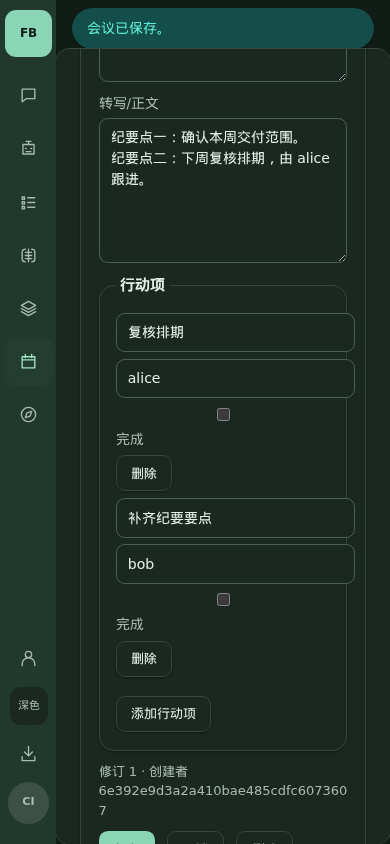 FB
会议已保存。
转写/正文
纪要点一：确认本周交付范围。
纪要点二：下周复核排期，由 alice
跟进。
行动项
复核排期
alice
完成
删除
补齐纪要要点
bob
完成
删除
添加行动项
深色
CI
修订 1 · 创建者
6e392e9d3a2a410bae485cdfc607360
7